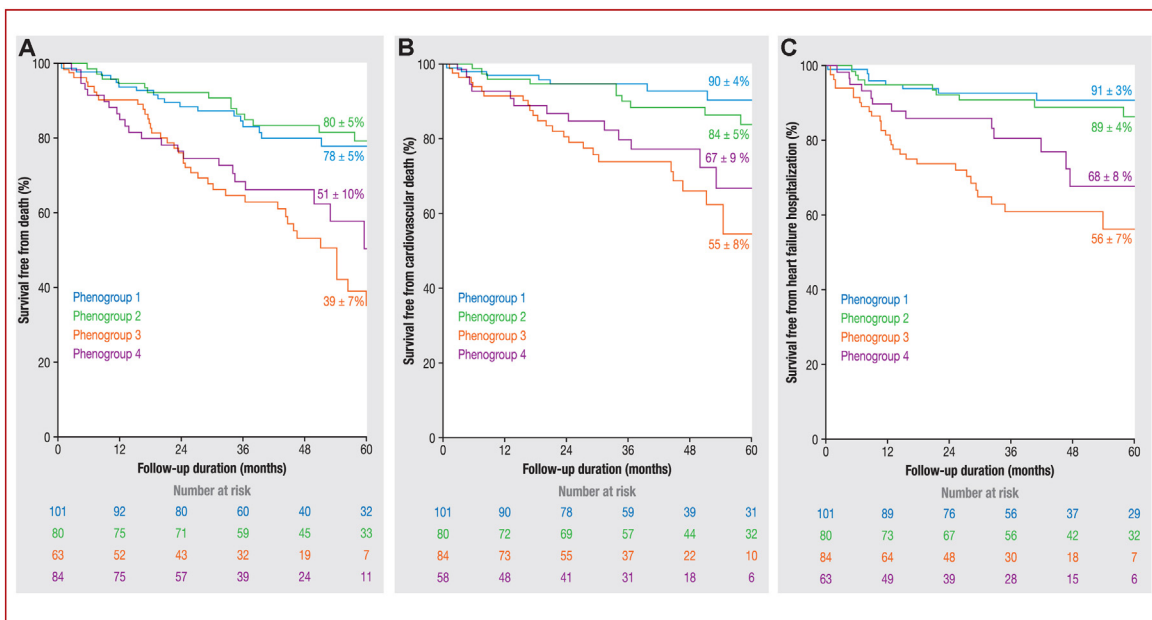 A
Survival free from death (%)
100
80
60
40
20
0
80 ± 5%
78 ± 5%
51 ± 10%
39 ± 7%
Phenogroup 1
Phenogroup 2
Phenogroup 3
Phenogroup 4
0 12 24 36 48 60
Follow-up duration (months)
Number at risk
101 92 80 60 40 32
80 75 71 59 45 33
63 52 43 32 19 7
84 75 57 39 24 11
B
Survival free from cardiovascular death (%)
100
80
60
40
20
0
90 ± 4%
84 ± 5%
67 ± 9 %
55 ± 8%
Phenogroup 1
Phenogroup 2
Phenogroup 3
Phenogroup 4
0 12 24 36 48 60
Follow-up duration (months)
Number at risk
101 90 78 59 39 31
80 72 69 57 44 32
84 73 55 37 22 10
58 48 41 31 18 6
C
Survival free from heart failure hospitalization (%)
100
80
60
40
20
0
91 ± 3%
89 ± 4%
68 ± 8 %
56 ± 7%
Phenogroup 1
Phenogroup 2
Phenogroup 3
Phenogroup 4
0 12 24 36 48 60
Follow-up duration (months)
Number at risk
101 89 76 56 37 29
80 73 67 56 42 32
84 64 48 30 18 7
63 49 39 28 15 6